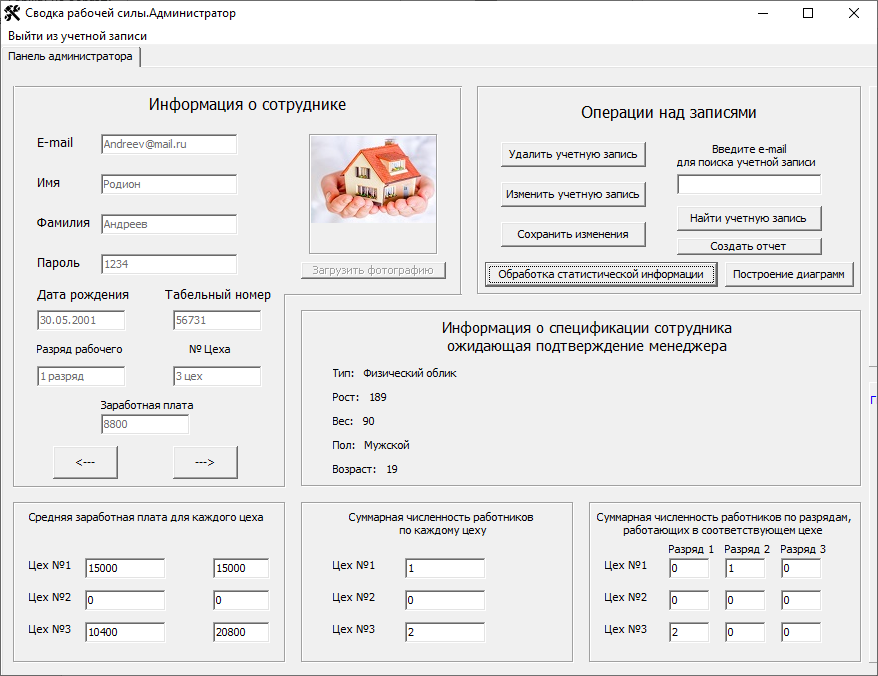 Сводка рабочей силы.Администратор
Выйти из учетной записи
Панель администратора
Информация о сотруднике
E-mail
Andreev@mail.ru
Имя
Родион
Фамилия
Андреев
Пароль
1234
Загрузить фотографию
Дата рождения
Табельный номер
30.05.2001
56731
Разряд рабочего
№ Цеха
1 разряд
3 цех
Заработная плата
8800
<---
--->
Операции над записями
Удалить учетную запись
Изменить учетную запись
Сохранить изменения
Введите e-mail
для поиска учетной записи
Найти учетную запись
Создать отчет
Обработка статистической информации
Построение диаграмм
Информация о спецификации сотрудника
ожидающая подтверждение менеджера
Тип: Физический облик
Рост: 189
Вес: 90
Пол: Мужской
Возраст: 19
Средняя заработная плата для каждого цеха
Цех №1 15000 15000
Цех №2 0 0
Цех №3 10400 20800
Суммарная численность работников
по каждому цеху
Цех №1 1
Цех №2 0
Цех №3 2
Суммарная численность работников по разрядам,
работающих в соответствующем цехе
Разряд 1 Разряд 2 Разряд 3
Цех №1 0 1 0
Цех №2 0 0 0
Цех №3 2 0 0